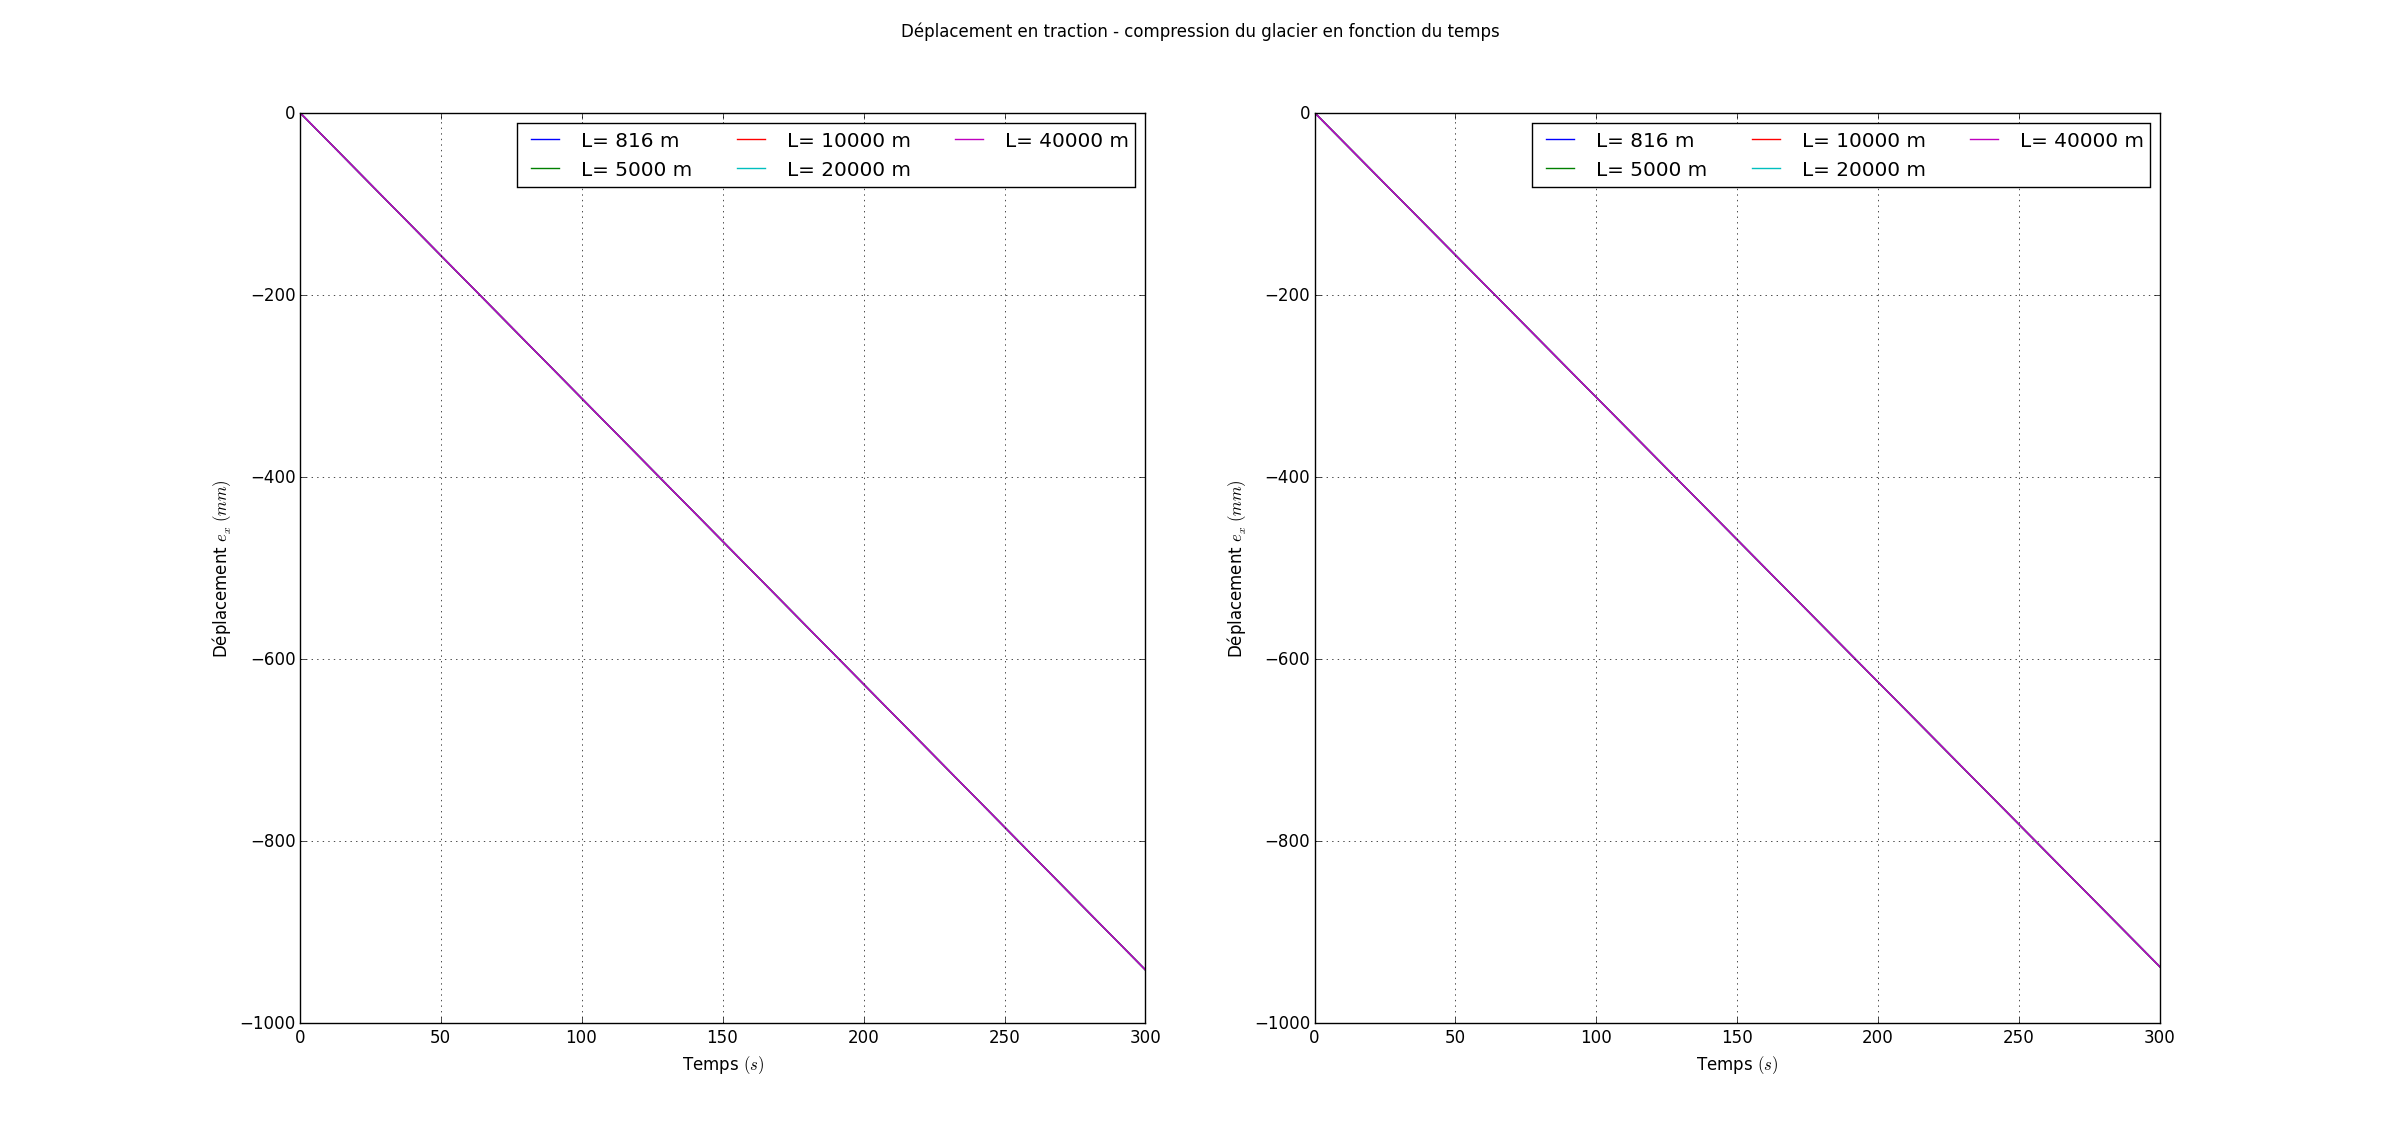 Déplacement en traction - compression du glacier en fonction du temps
0
−200
−400
−600
−800
−1000
Déplacement e_x (mm)
L= 816 m
L= 5000 m
L= 10000 m
L= 20000 m
L= 40000 m
0 50 100 150 200 250 300
Temps (s)
0
−200
−400
−600
−800
−1000
Déplacement e_x (mm)
L= 816 m
L= 5000 m
L= 10000 m
L= 20000 m
L= 40000 m
0 50 100 150 200 250 300
Temps (s)